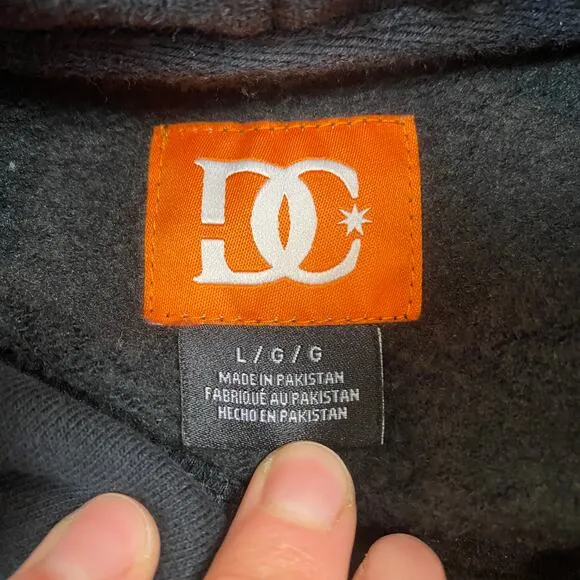 DC
L / G / G
MADE IN PAKISTAN
FABRIQUÉ AU PAKISTAN
HECHO EN PAKISTAN